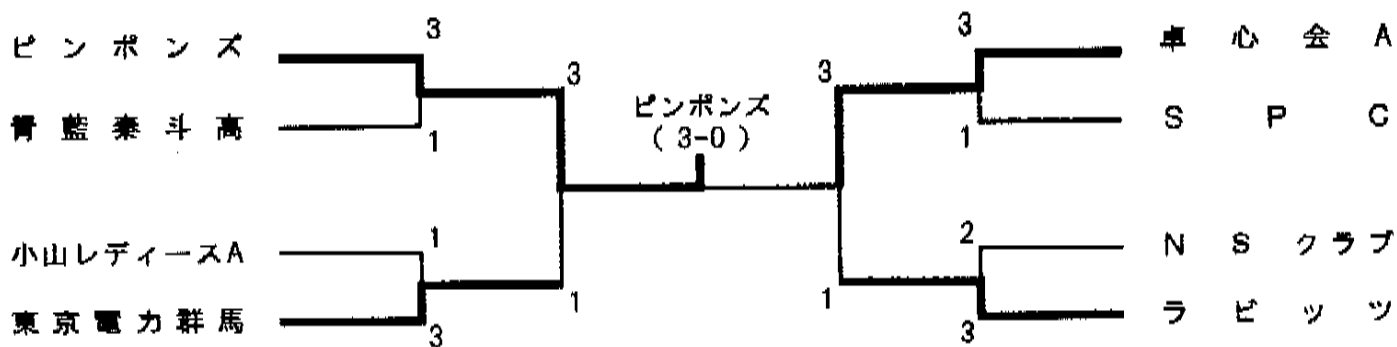 ピンポンズ
3
青藍泰斗高
1
3
小山レディースA
1
東京電力群馬
3
1
ピンポンズ
( 3-0 )
卓心会A
3
SPC
1
3
NSクラブ
2
ラビッツ
3
1